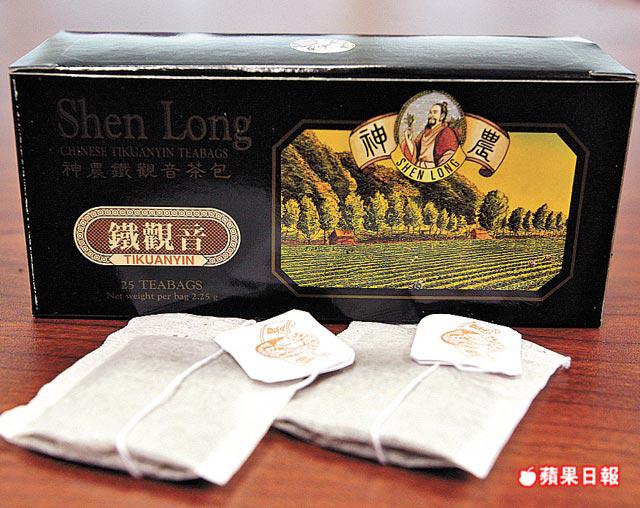 Shen Long
CHINESE TIKUANYIN TEABAGS
神農鐵觀音茶包
鐵觀音
TIKUANYIN
25 TEABAGS
Net weight per bag 2.25 g
神農
SHEN LONG
蘋果日報